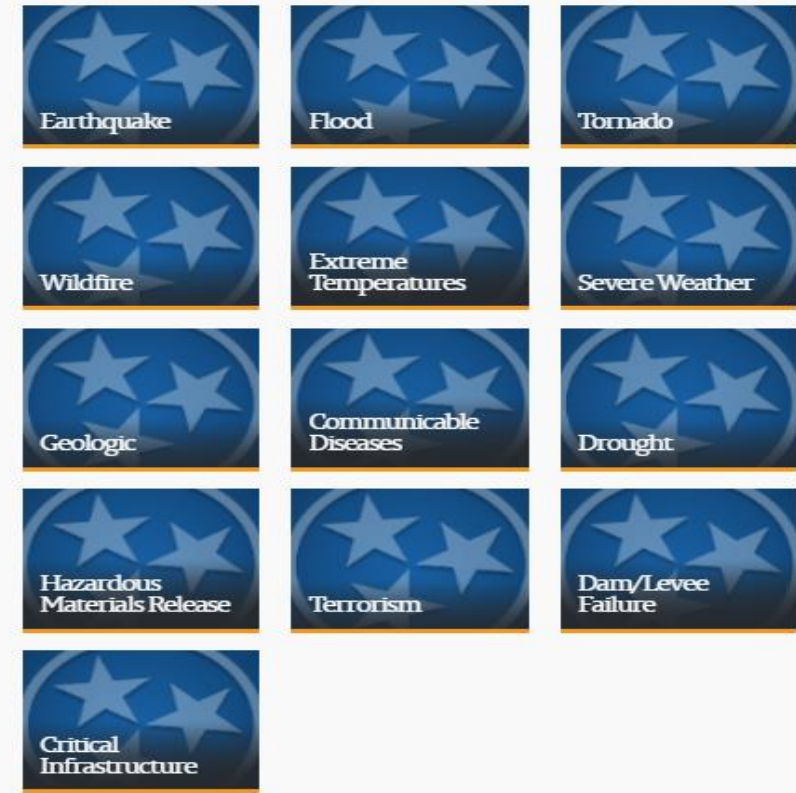 Earthquake
Flood
Tornado
Wildfire
Extreme
Temperatures
Severe Weather
Geologic
Communicable
Diseases
Drought
Hazardous
Materials Release
Terrorism
Dam/Levee
Failure
Critical
Infrastructure